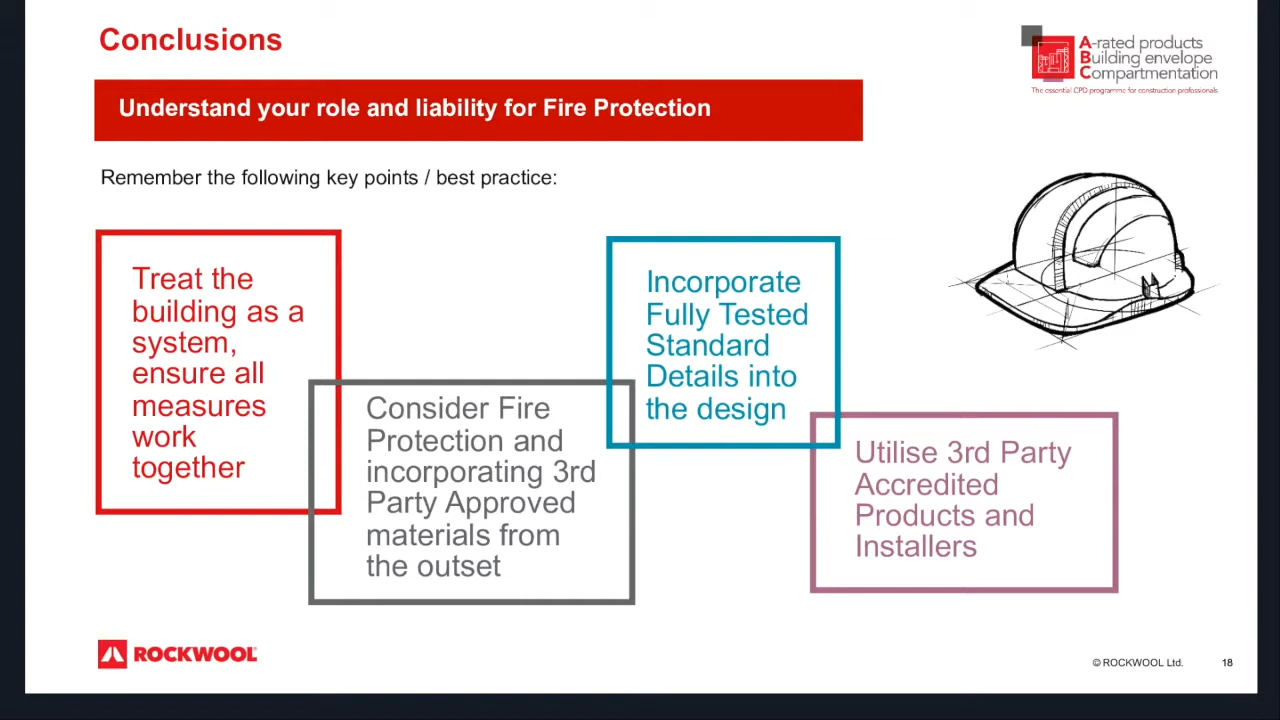 Conclusions
A-rated products
Building envelope
Compartmentation
The essential CPD programme for construction professionals
Understand your role and liability for Fire Protection
Remember the following key points / best practice:
Treat the
building as a
system,
ensure all
measures
work
together
Consider Fire
Protection and
incorporating 3rd
Party Approved
materials from
the outset
Incorporate
Fully Tested
Standard
Details into
the design
Utilise 3rd Party
Accredited
Products and
Installers
ROCKWOOL
© ROCKWOOL Ltd.
18